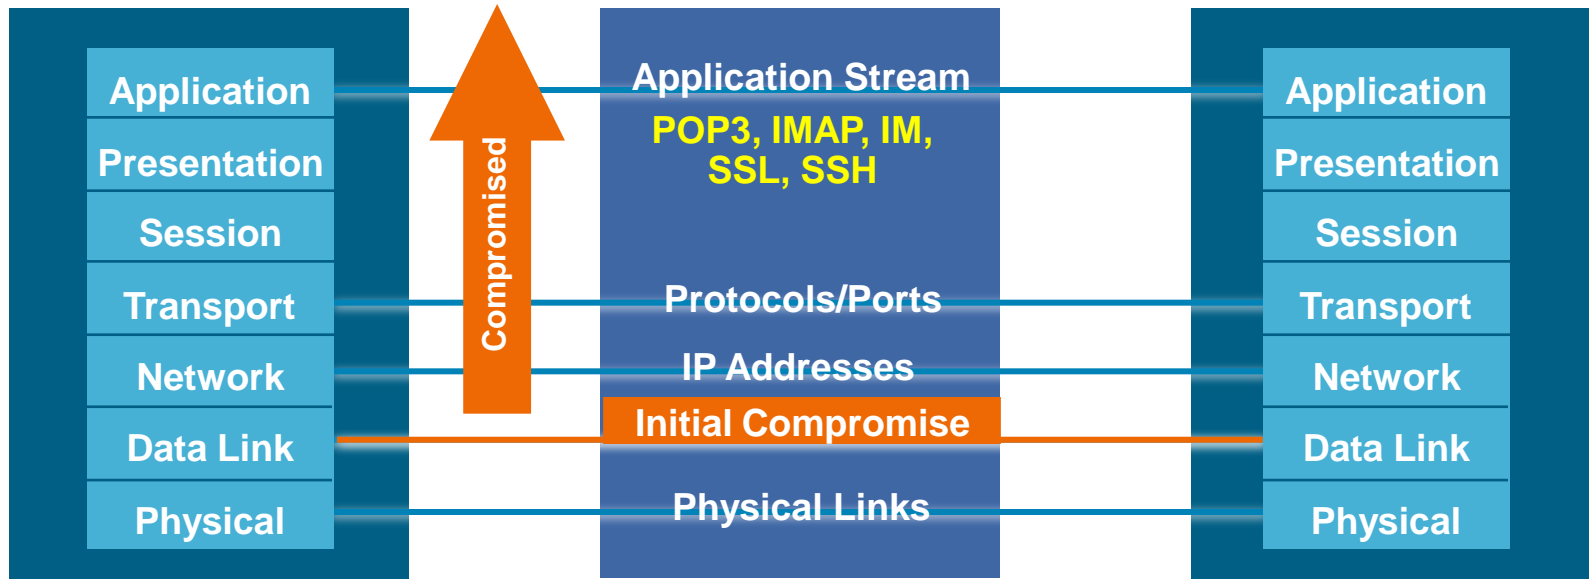 Application
Presentation
Session
Transport
Network
Data Link
Physical
Compromised
Application Stream
POP3, IMAP, IM,
SSL, SSH
Protocols/Ports
IP Addresses
Initial Compromise
Physical Links
Application
Presentation
Session
Transport
Network
Data Link
Physical